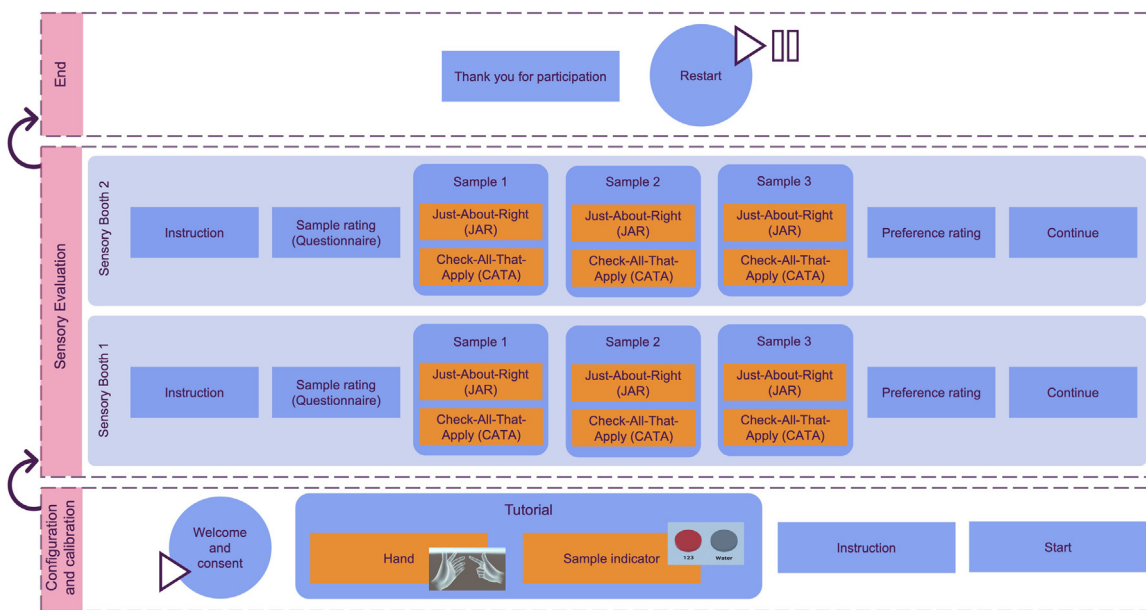 End
Thank you for participation
Restart
Sensory Evaluation
Sensory Booth 2
Instruction
Sample rating
(Questionnaire)
Sample 1
Just-About-Right
(JAR)
Check-All-That-
Apply (CATA)
Sample 2
Just-About-Right
(JAR)
Check-All-That-
Apply (CATA)
Sample 3
Just-About-Right
(JAR)
Check-All-That-
Apply (CATA)
Preference rating
Continue
Sensory Booth 1
Instruction
Sample rating
(Questionnaire)
Sample 1
Just-About-Right
(JAR)
Check-All-That-
Apply (CATA)
Sample 2
Just-About-Right
(JAR)
Check-All-That-
Apply (CATA)
Sample 3
Just-About-Right
(JAR)
Check-All-That-
Apply (CATA)
Preference rating
Continue
Configuration
and calibration
Welcome
and
consent
Tutorial
Hand
Sample indicator
123
Water
Instruction
Start